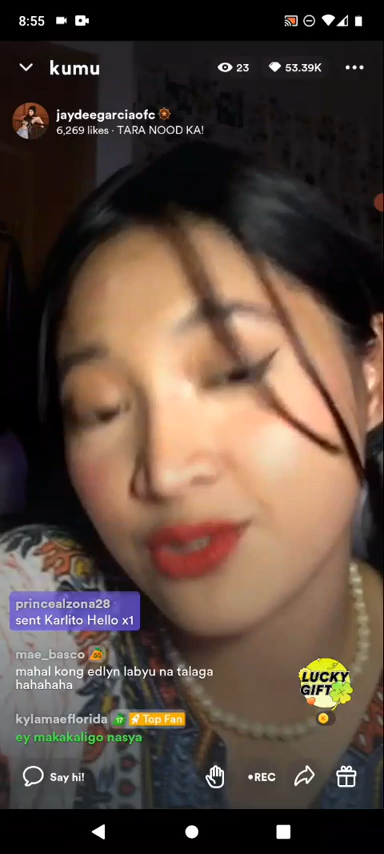 8:55
kumu
23
53.39K
jaydeegarciaofc
6,269 likes · TARA NOOD KA!
princealzona28
sent Karlito Hello x1
mae_basco
mahal kong edlyn labyu na talaga
hahahaha
LUCKY
GIFT
kylamaeflorida 17 Top Fan
ey makakaligo nasya
Say hi!
•REC